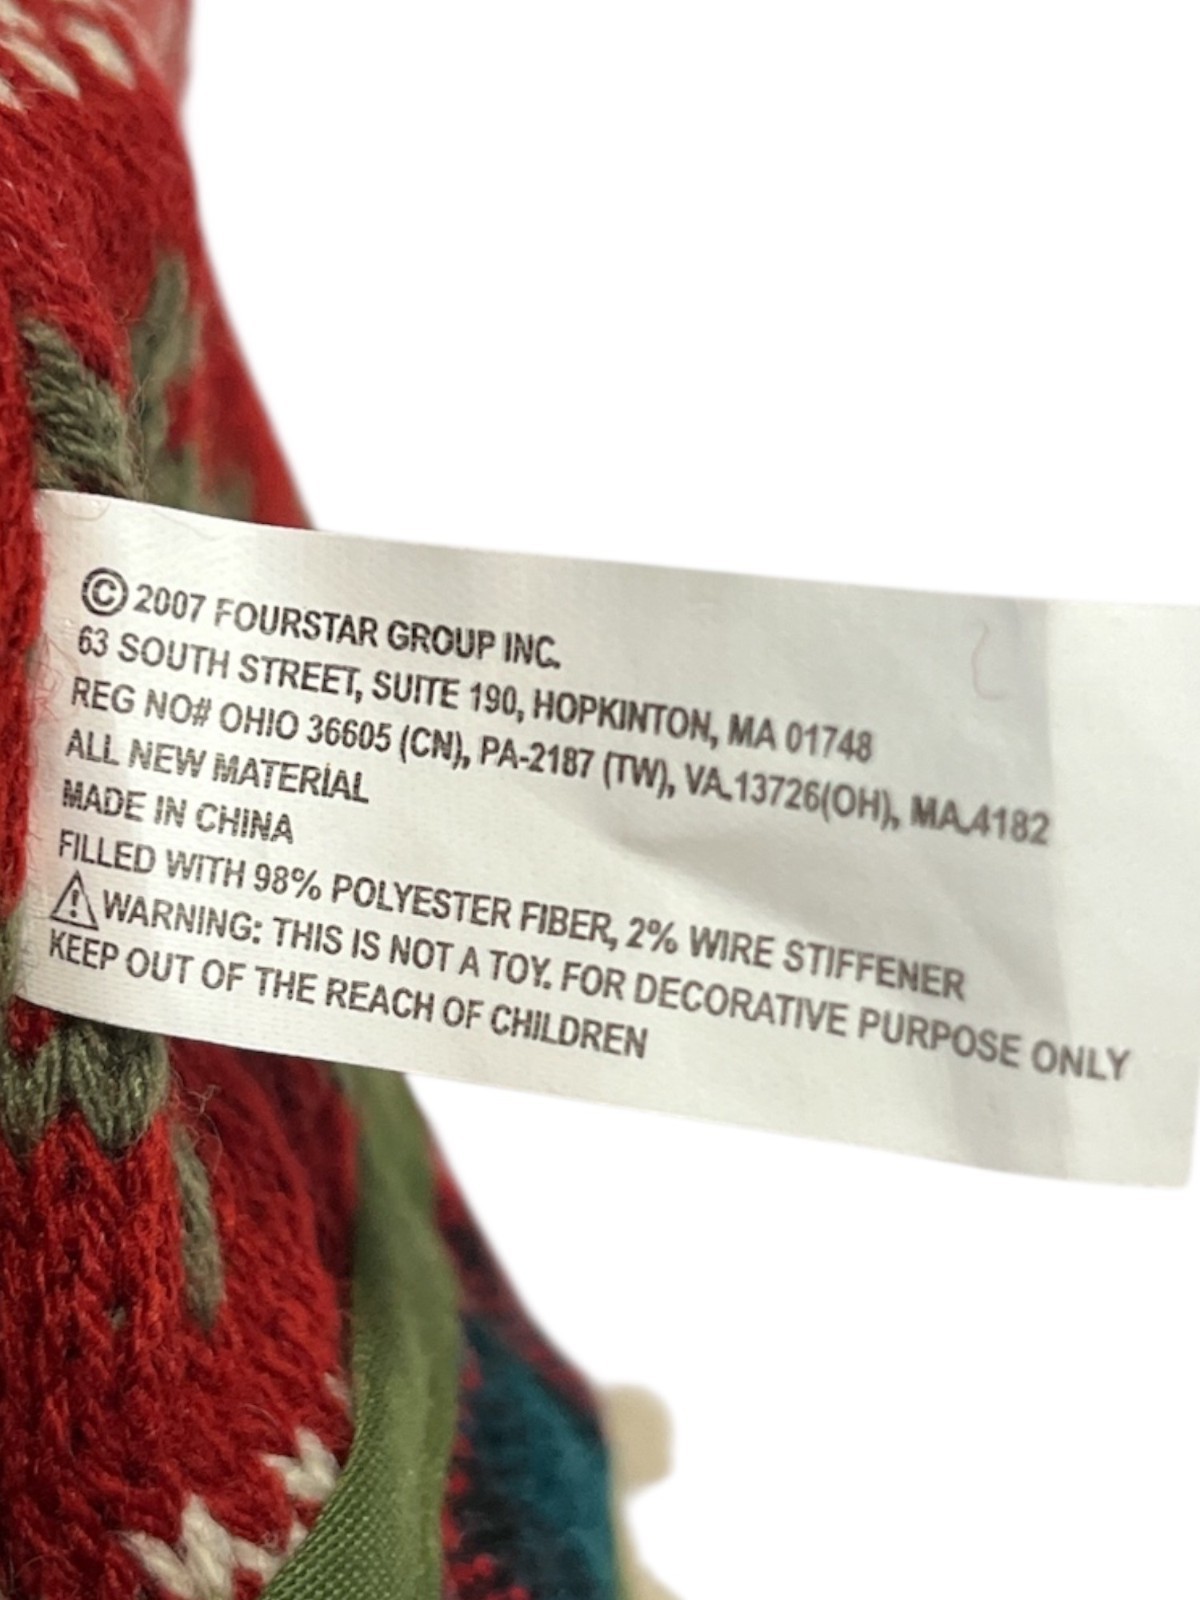 © 2007 FOURSTAR GROUP INC.
63 SOUTH STREET, SUITE 190, HOPKINTON, MA 01748
REG NO# OHIO 36605 (CN), PA-2187 (TW), VA.13726(OH), MA.4182
ALL NEW MATERIAL
MADE IN CHINA
FILLED WITH 98% POLYESTER FIBER, 2% WIRE STIFFENER
⚠ WARNING: THIS IS NOT A TOY. FOR DECORATIVE PURPOSE ONLY
KEEP OUT OF THE REACH OF CHILDREN